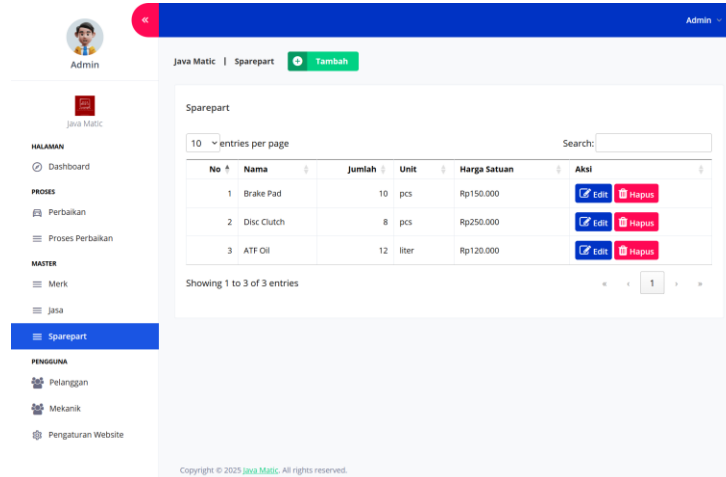 «
Admin
Admin
Java Matic | Sparepart Tambah
Java Matic
HALAMAN
Dashboard
PROSES
Perbaikan
Proses Perbaikan
MASTER
Merk
Jasa
Sparepart
PENGGUNA
Pelanggan
Mekanik
Pengaturan Website
Sparepart
10 entries per page Search:
No Nama Jumlah Unit Harga Satuan Aksi
1 Brake Pad 10 pcs Rp150.000 Edit Hapus
2 Disc Clutch 8 pcs Rp250.000 Edit Hapus
3 ATF Oil 12 liter Rp120.000 Edit Hapus
Showing 1 to 3 of 3 entries « ‹ 1 › »
Copyright © 2025 Java Matic. All rights reserved.